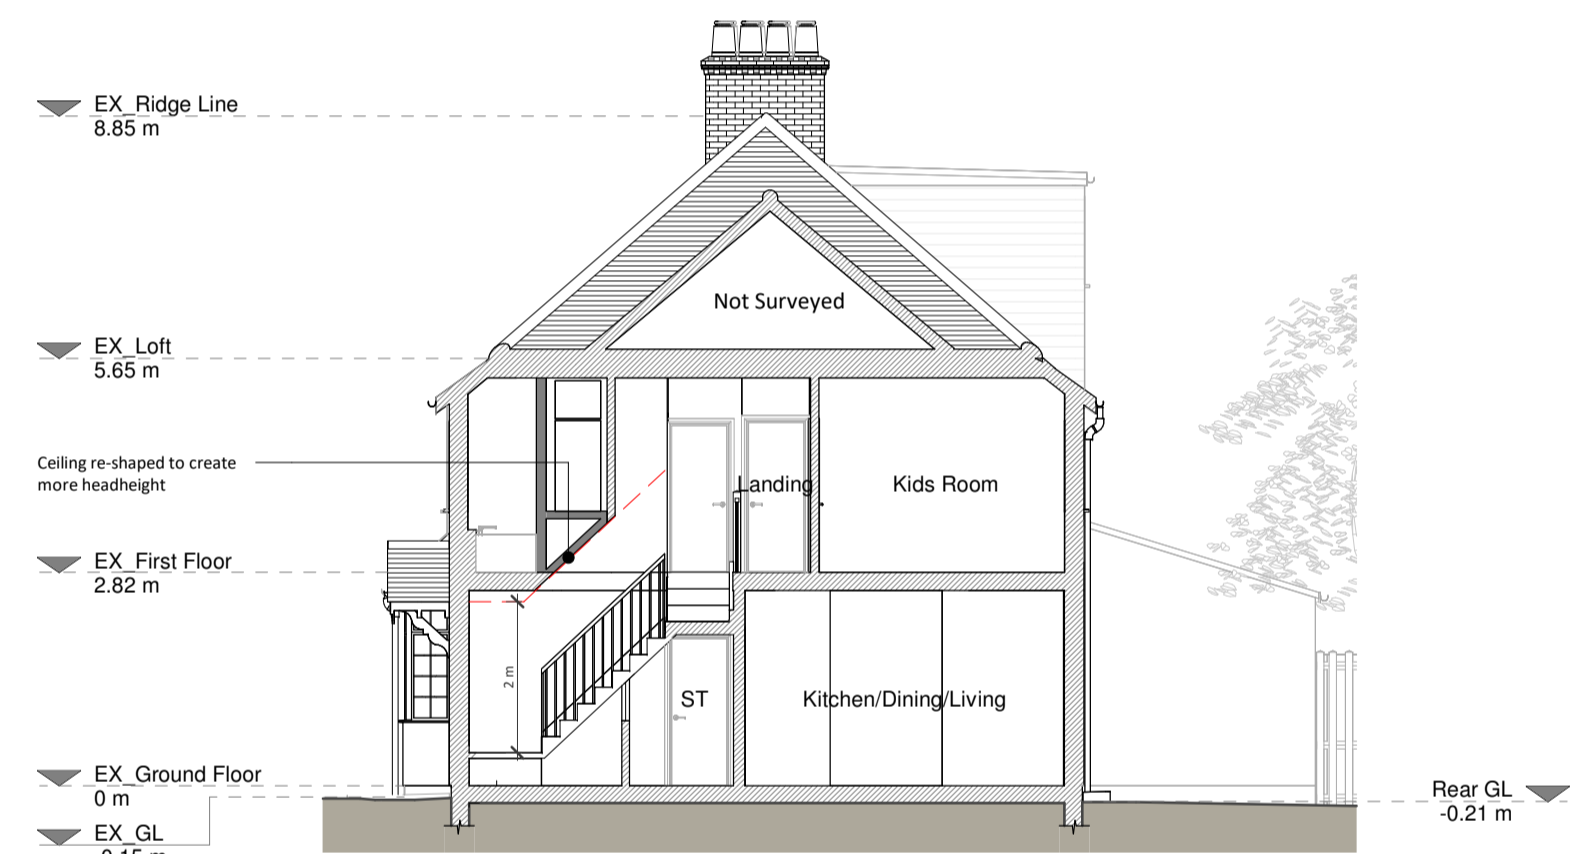 EX_Ridge Line
8.85 m
Not Surveyed
EX_Loft
5.65 m
Ceiling re-shaped to create
more headheight
Landing
Kids Room
EX_First Floor
2.82 m
2 m
ST
Kitchen/Dining/Living
EX_Ground Floor
0 m
Rear GL
-0.21 m
EX_GL